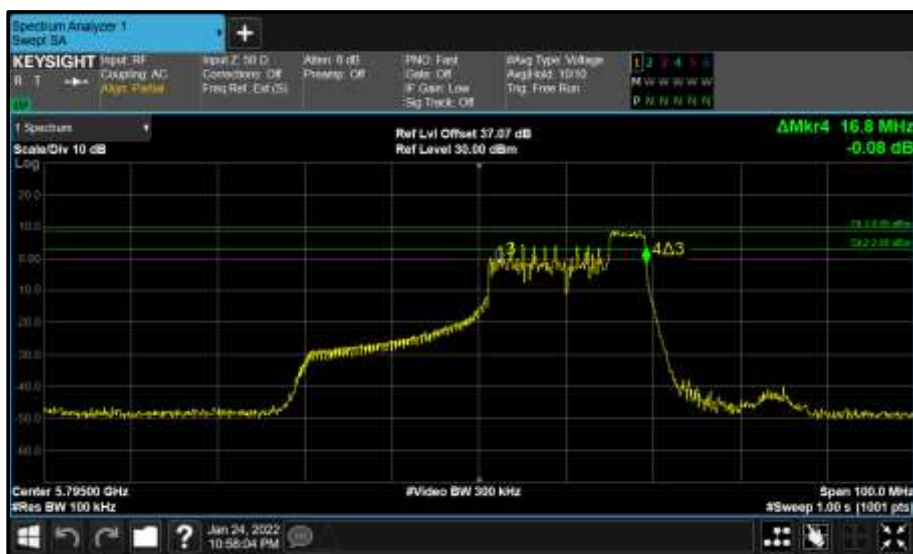 Spectrum Analyzer 1
Swept SA
+
KEYSIGHT
R T
Input: RF
Coupling: AC
Align: Partial
Input Z: 50 Ω
Corrections: Off
Freq Ref: Ext (S)
Atten: 0 dB
Preamp: Off
PNO: Fast
Gate: Off
IF Gain: Low
Sig Track: Off
#Avg Type: Voltage
Avg|Hold: 10/10
Trig: Free Run
1 2 3 4 5 6
M W W W W W
P N N N N N
1 Spectrum
Scale/Div 10 dB
Log
Ref Lvl Offset 37.07 dB
Ref Level 30.00 dBm
ΔMkr4 16.8 MHz
-0.08 dB
20.0
10.0
0.00
-10.0
-20.0
-30.0
-40.0
-50.0
-60.0
3
4Δ3
Center 5.79500 GHz
#Res BW 100 kHz
#Video BW 300 kHz
Span 100.0 MHz
#Sweep 1.00 s (1001 pts)
?
Jan 24, 2022
10:58:04 PM